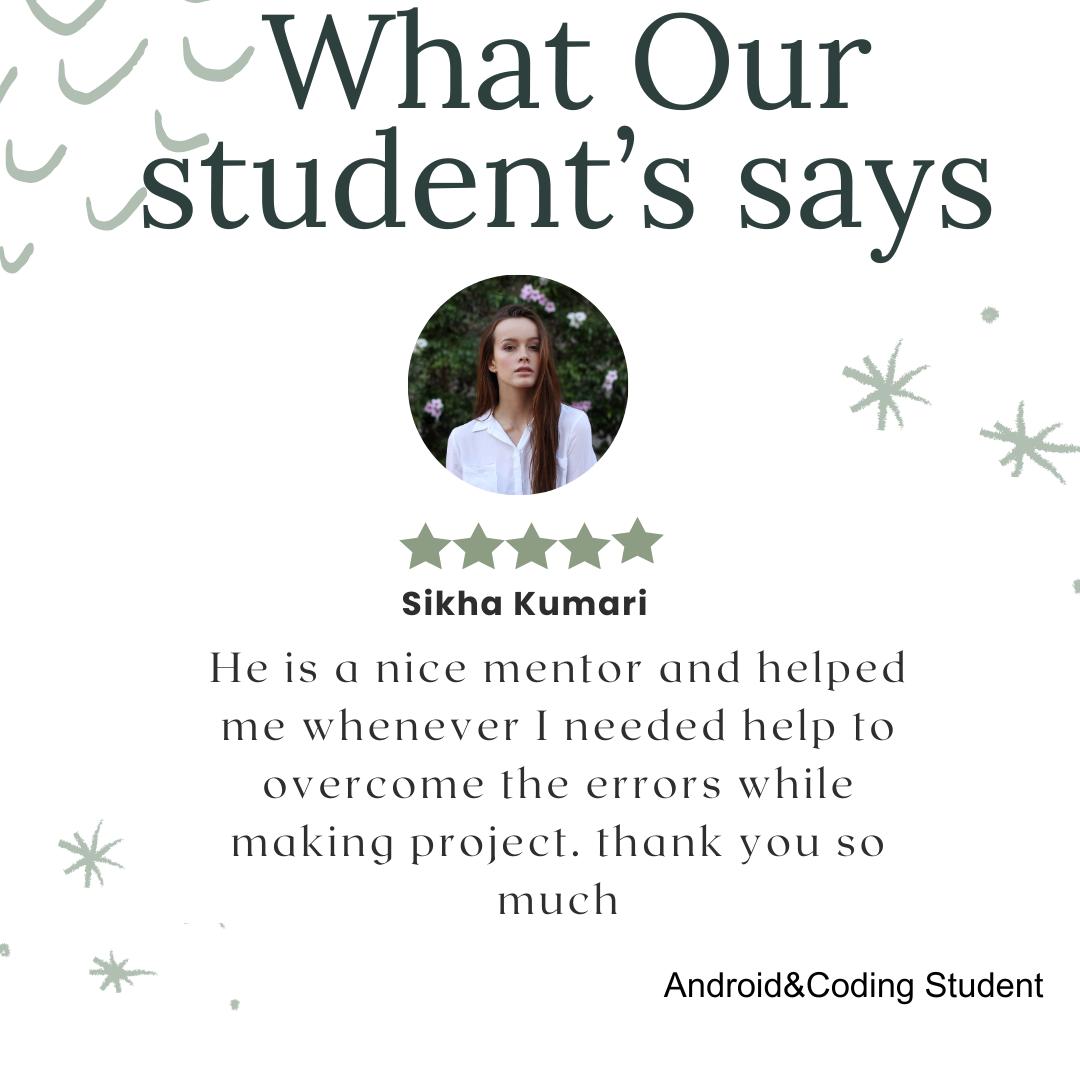 What Our
student’s says
Sikha Kumari
He is a nice mentor and helped
me whenever I needed help to
overcome the errors while
making project. thank you so
much
Android&Coding Student